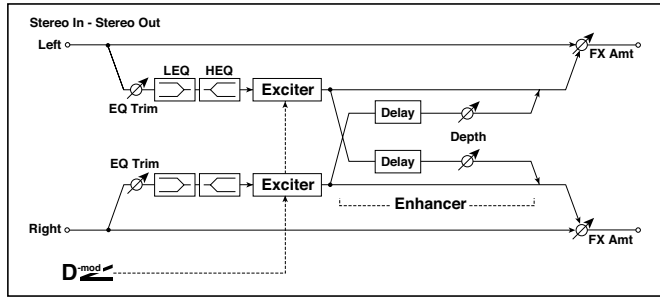 Stereo In - Stereo Out
Left
FX Amt
LEQ HEQ
EQ Trim
Exciter
Delay
Depth
EQ Trim
Delay
Exciter
Enhancer
Right
FX Amt
D-mod